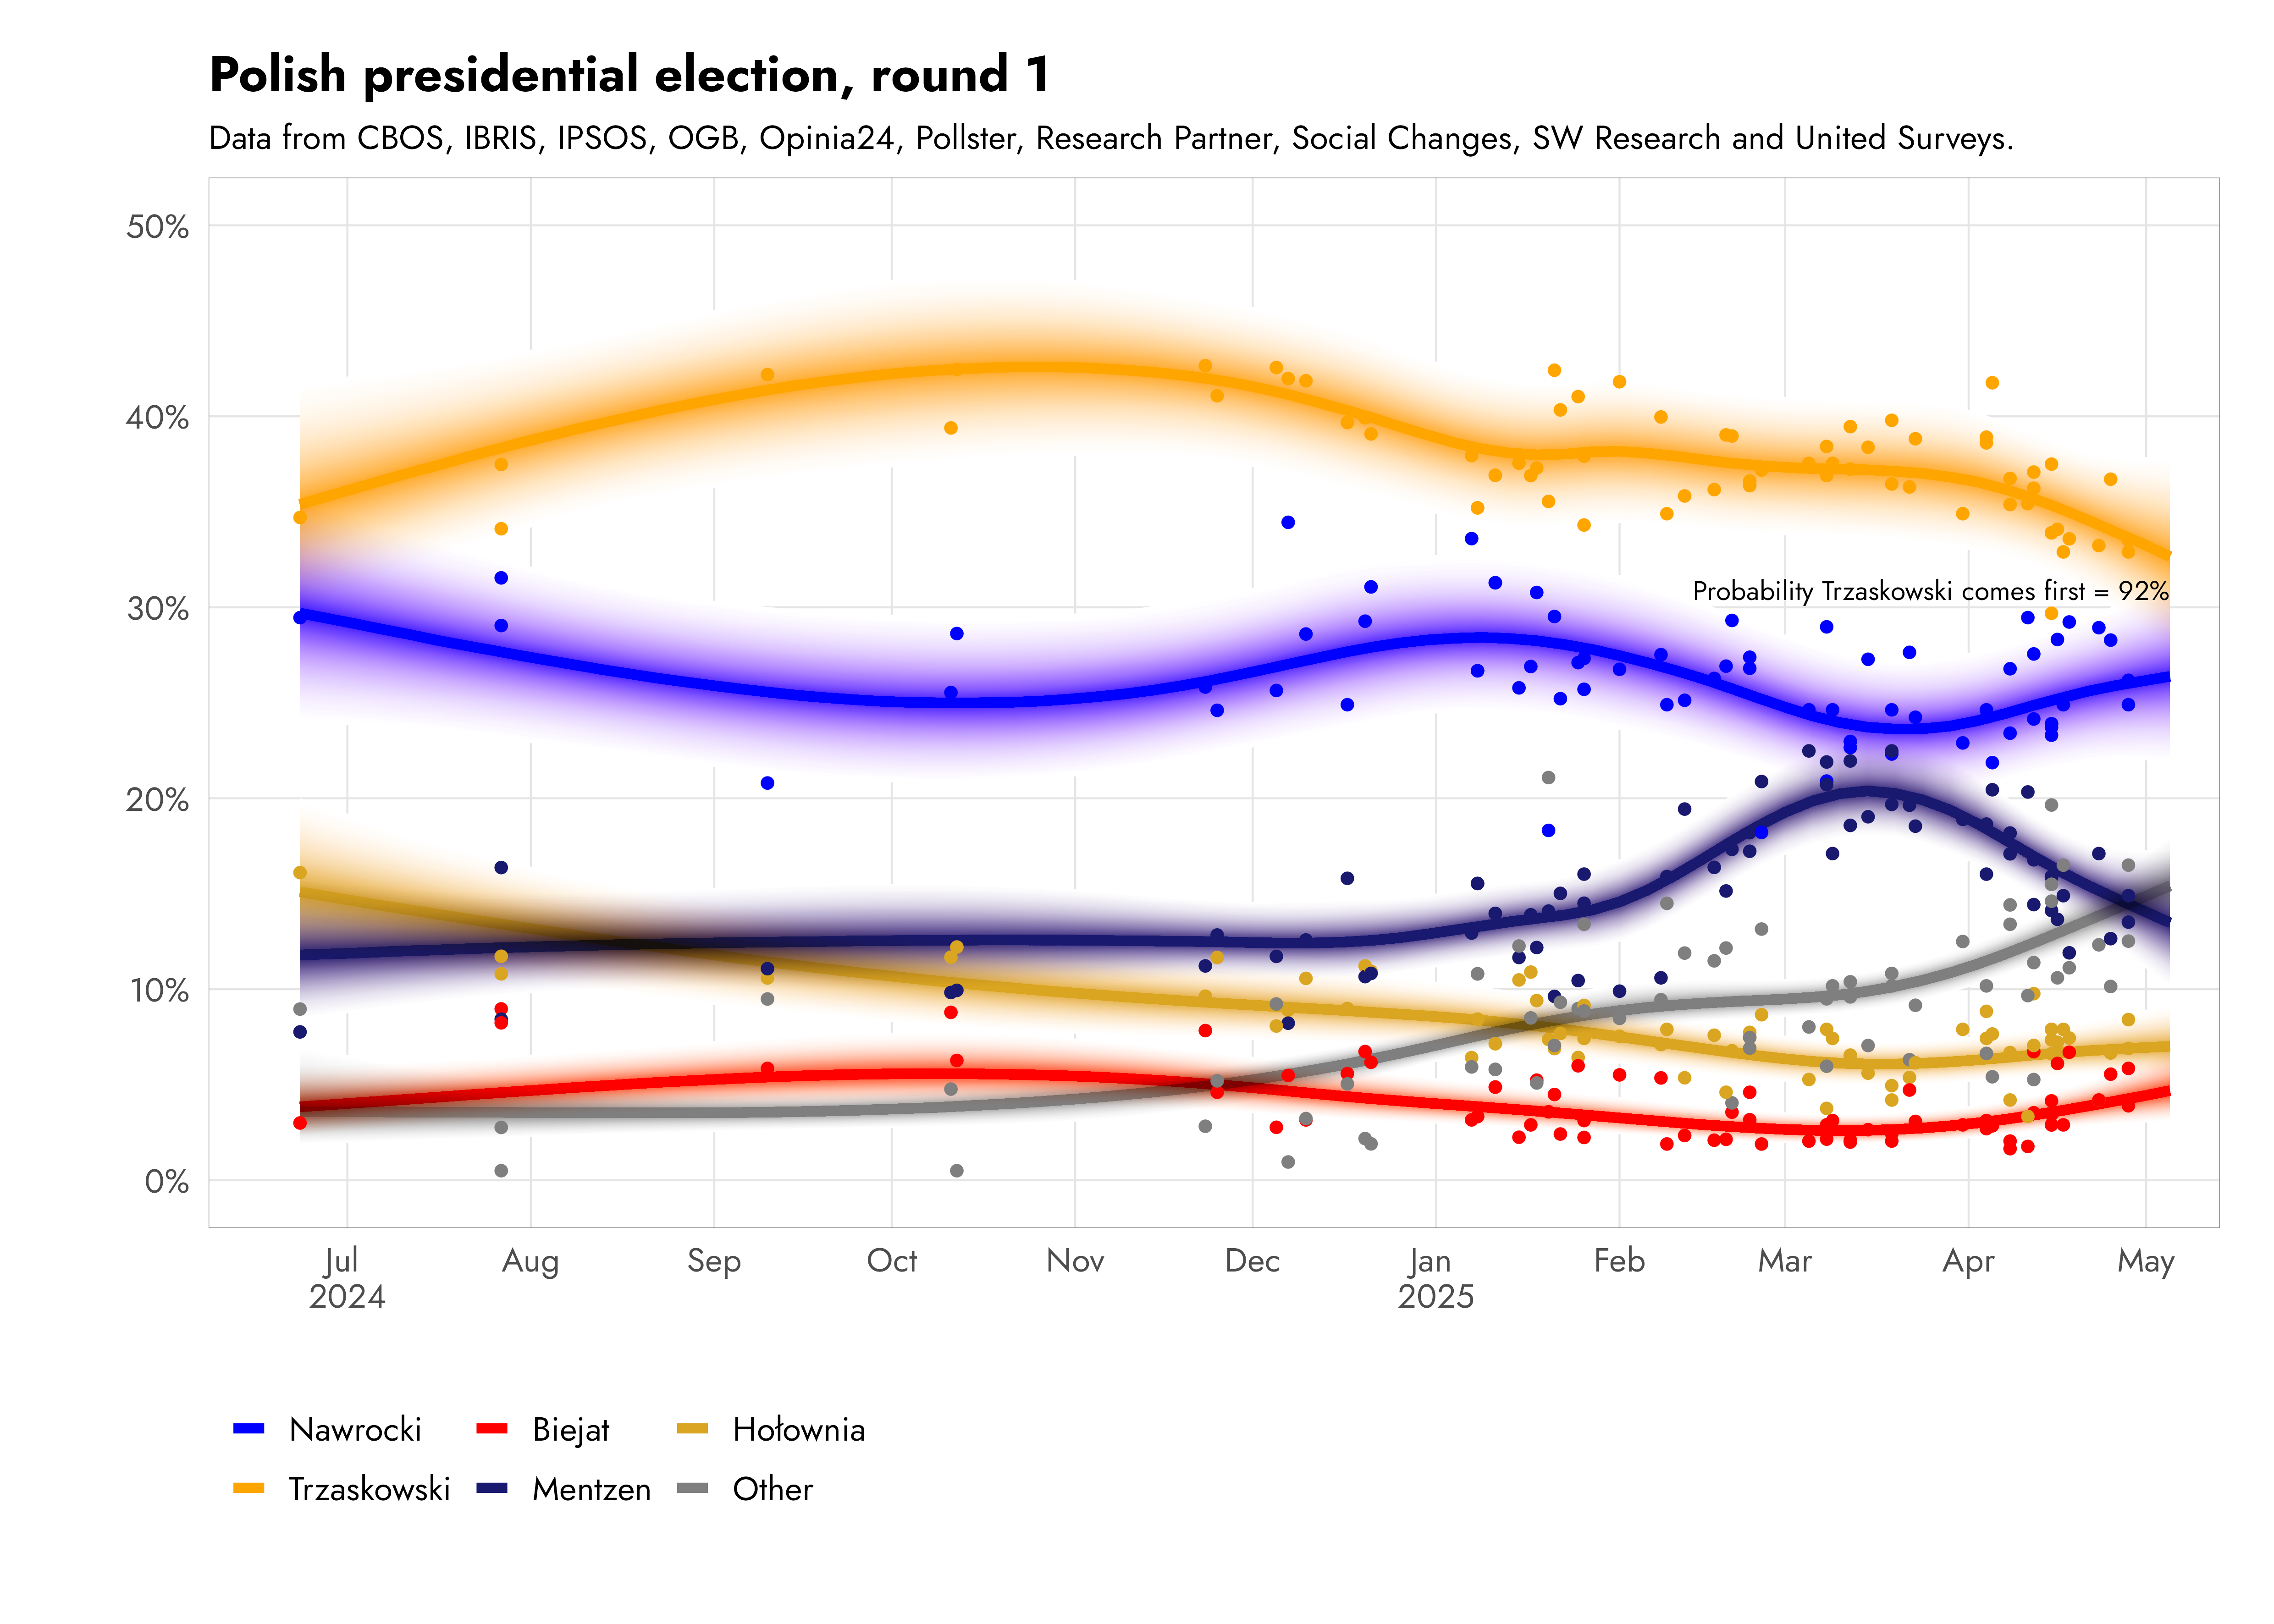 Polish presidential election, round 1
Data from CBOS, IBRIS, IPSOS, OGB, Opinia24, Pollster, Research Partner, Social Changes, SW Research and United Surveys.
50%
40%
30%
20%
10%
0%
Probability Trzaskowski comes first = 92%
Jul Aug Sep Oct Nov Dec Jan Feb Mar Apr May
2024 2025
Nawrocki Biejat Hołownia
Trzaskowski Mentzen Other